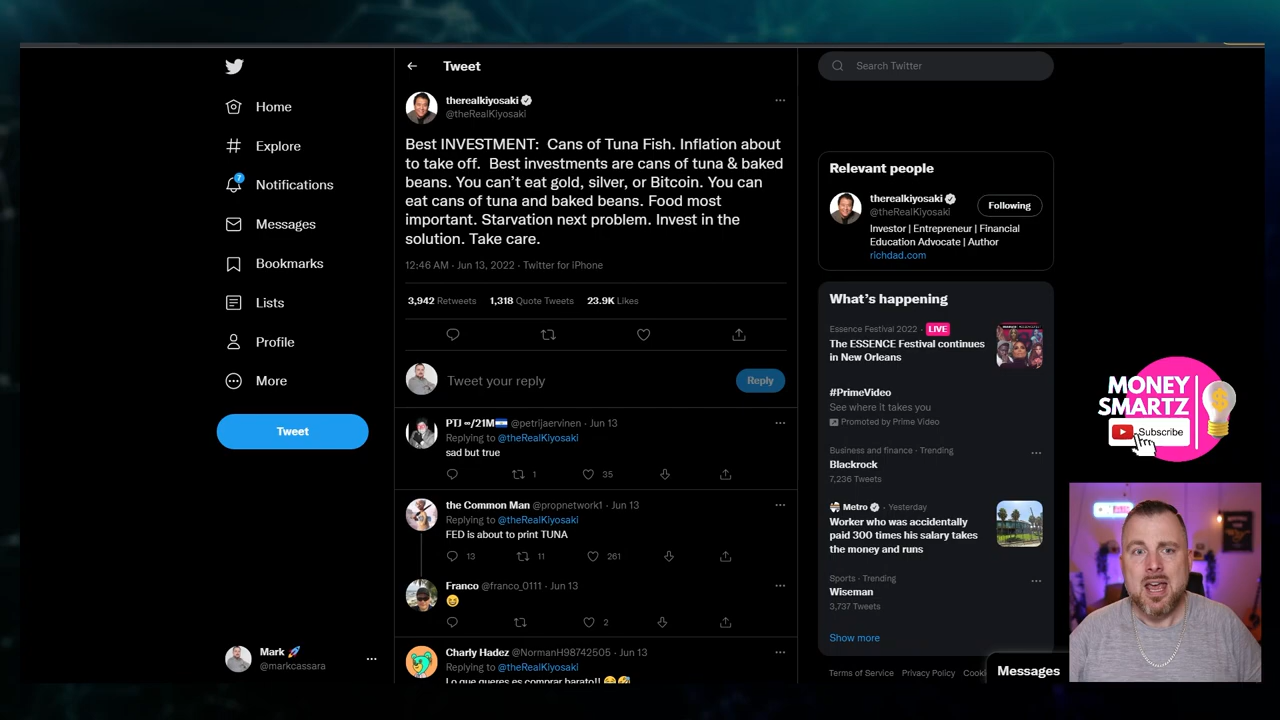 Home
Explore
7
Notifications
Messages
Bookmarks
Lists
Profile
More
Tweet
Mark 🚀
@markcassara
Tweet
therealkiyosaki
@theRealKiyosaki
Best INVESTMENT:  Cans of Tuna Fish. Inflation about
to take off.  Best investments are cans of tuna & baked
beans. You can't eat gold, silver, or Bitcoin. You can
eat cans of tuna and baked beans. Food most
important. Starvation next problem. Invest in the
solution. Take care.
12:46 AM · Jun 13, 2022 · Twitter for iPhone
3,942 Retweets 1,318 Quote Tweets 23.9K Likes
Tweet your reply
Reply
PTJ ∞/21M🇸🇻 @petrijaervinen · Jun 13
Replying to @theRealKiyosaki
sad but true
1 35
the Common Man @propnetwork1 · Jun 13
Replying to @theRealKiyosaki
FED is about to print TUNA
13 11 261
Franco @franco_0111 · Jun 13
😄
2
Charly Hadez @NormanH98742505 · Jun 13
Replying to @theRealKiyosaki
Lo que queres es comprar barato!! 😂🤣
Search Twitter
Relevant people
therealkiyosaki
@theRealKiyosaki
Following
Investor | Entrepreneur | Financial
Education Advocate | Author
richdad.com
What's happening
Essence Festival 2022 · LIVE
The ESSENCE Festival continues
in New Orleans
#PrimeVideo
See where it takes you
Promoted by Prime Video
Business and finance · Trending
Blackrock
7,236 Tweets
Metro · Yesterday
Worker who was accidentally
paid 300 times his salary takes
the money and runs
Sports · Trending
Wiseman
3,737 Tweets
Show more
Terms of Service Privacy Policy Cooki
Messages
MONEY
SMARTZ
Subscribe